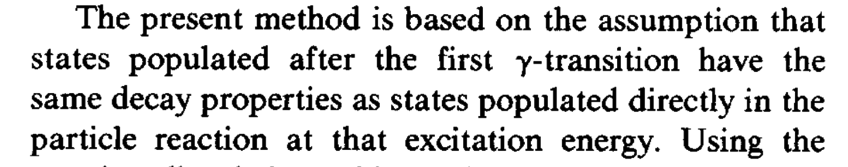 The present method is based on the assumption that
states populated after the first γ-transition have the
same decay properties as states populated directly in the
particle reaction at that excitation energy. Using the